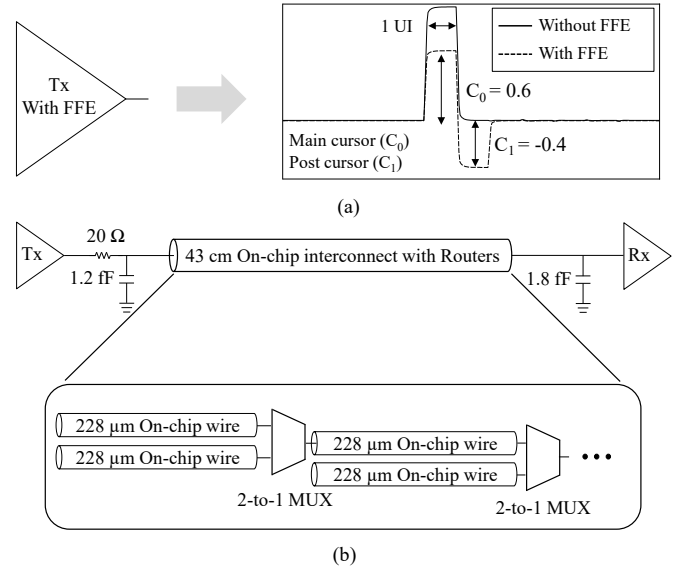 Tx
With FFE
1 UI
Without FFE
With FFE
C₀ = 0.6
C₁ = -0.4
Main cursor (C₀)
Post cursor (C₁)
(a)
Tx
20 Ω
1.2 fF
43 cm On-chip interconnect with Routers
1.8 fF
Rx
228 μm On-chip wire
228 μm On-chip wire
2-to-1 MUX
228 μm On-chip wire
228 μm On-chip wire
2-to-1 MUX
•••
(b)